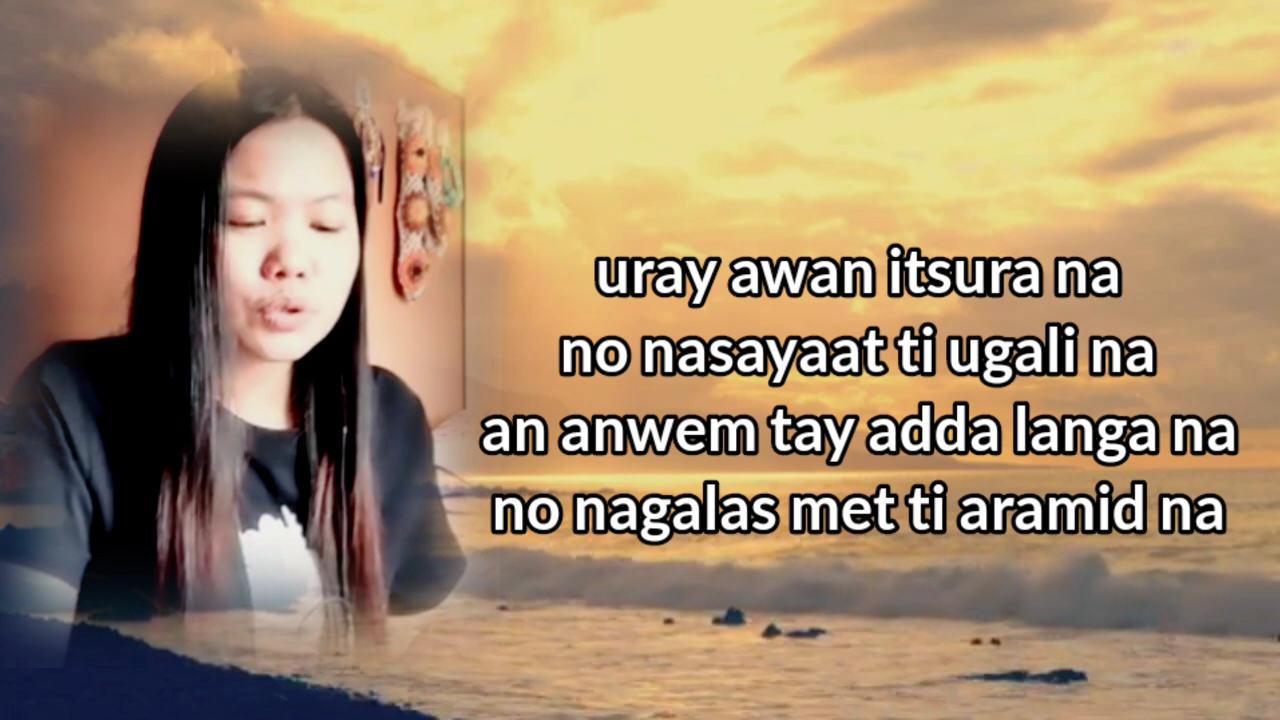 uray awan itsura na
no nasayaat ti ugali na
an anwem tay adda langa na
no nagalas met ti aramid na